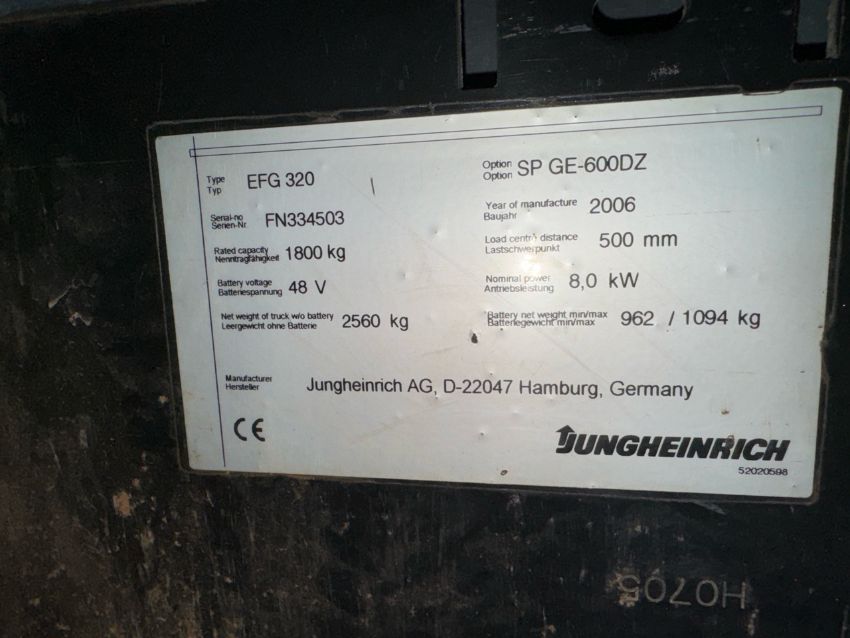 Type EFG 320
Typ
Option SP GE-600DZ
Option
Serial-no FN334503
Serien-Nr.
Year of manufacture 2006
Baujahr
Rated capacity 1800 kg
Nenntragfähigkeit
Load centre distance 500 mm
Lastschwerpunkt
Battery voltage 48 V
Batteriespannung
Nominal power 8,0 kW
Antriebsleistung
Net weight of truck w/o battery 2560 kg
Leergewicht ohne Batterie
Battery net weight min/max 962 / 1094 kg
Batteriegewicht min/max
Manufacturer Jungheinrich AG, D-22047 Hamburg, Germany
Hersteller
CE
JUNGHEINRICH
52020598
H0705